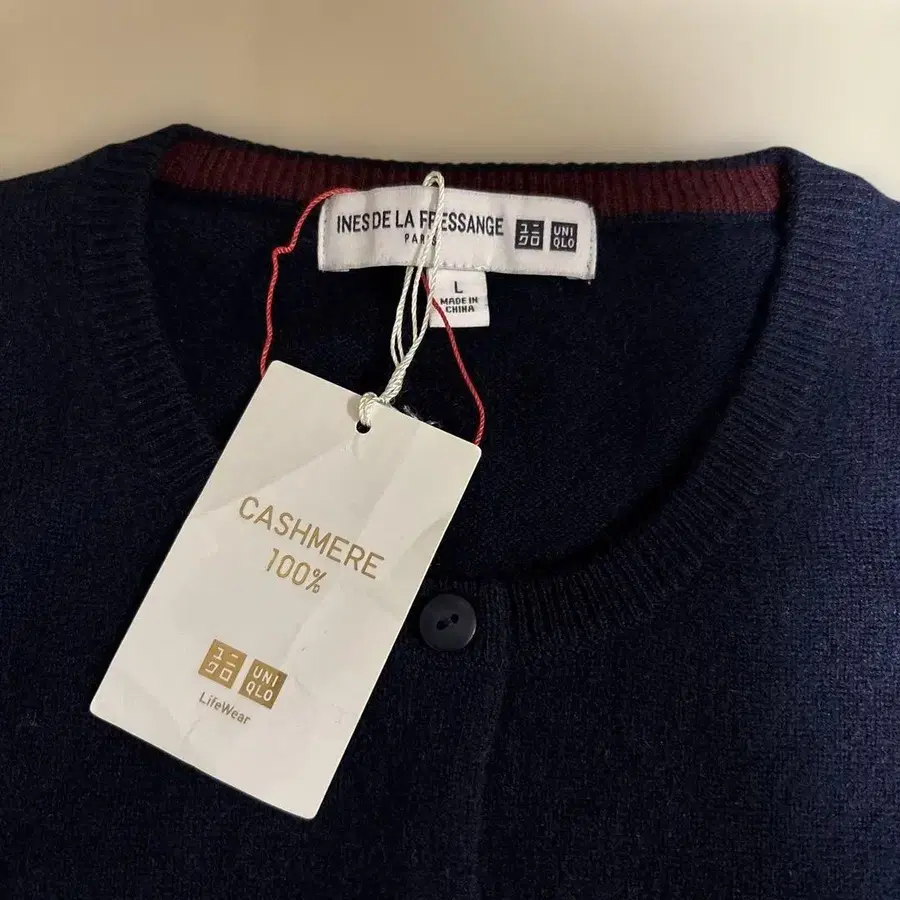 INES DE LA FRESSANGE
PARIS
ユニ
クロ
UNI
QLO
L
MADE IN
CHINA
CASHMERE
100%
ユニ
クロ
UNI
QLO
LifeWear